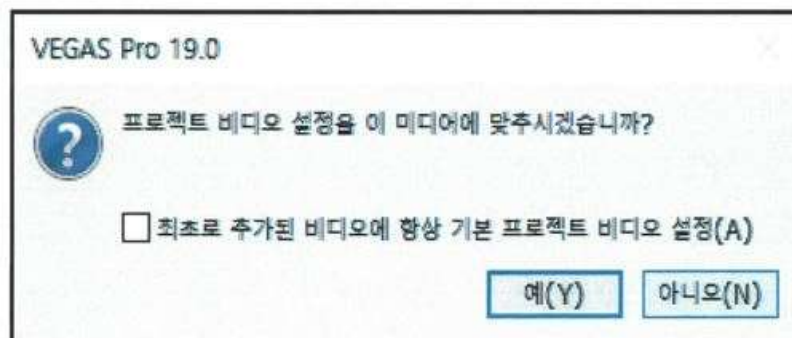 VEGAS Pro 19.0
프로젝트 비디오 설정을 이 미디어에 맞추시겠습니까?
최초로 추가된 비디오에 항상 기본 프로젝트 비디오 설정(A)
예(Y)
아니오(N)